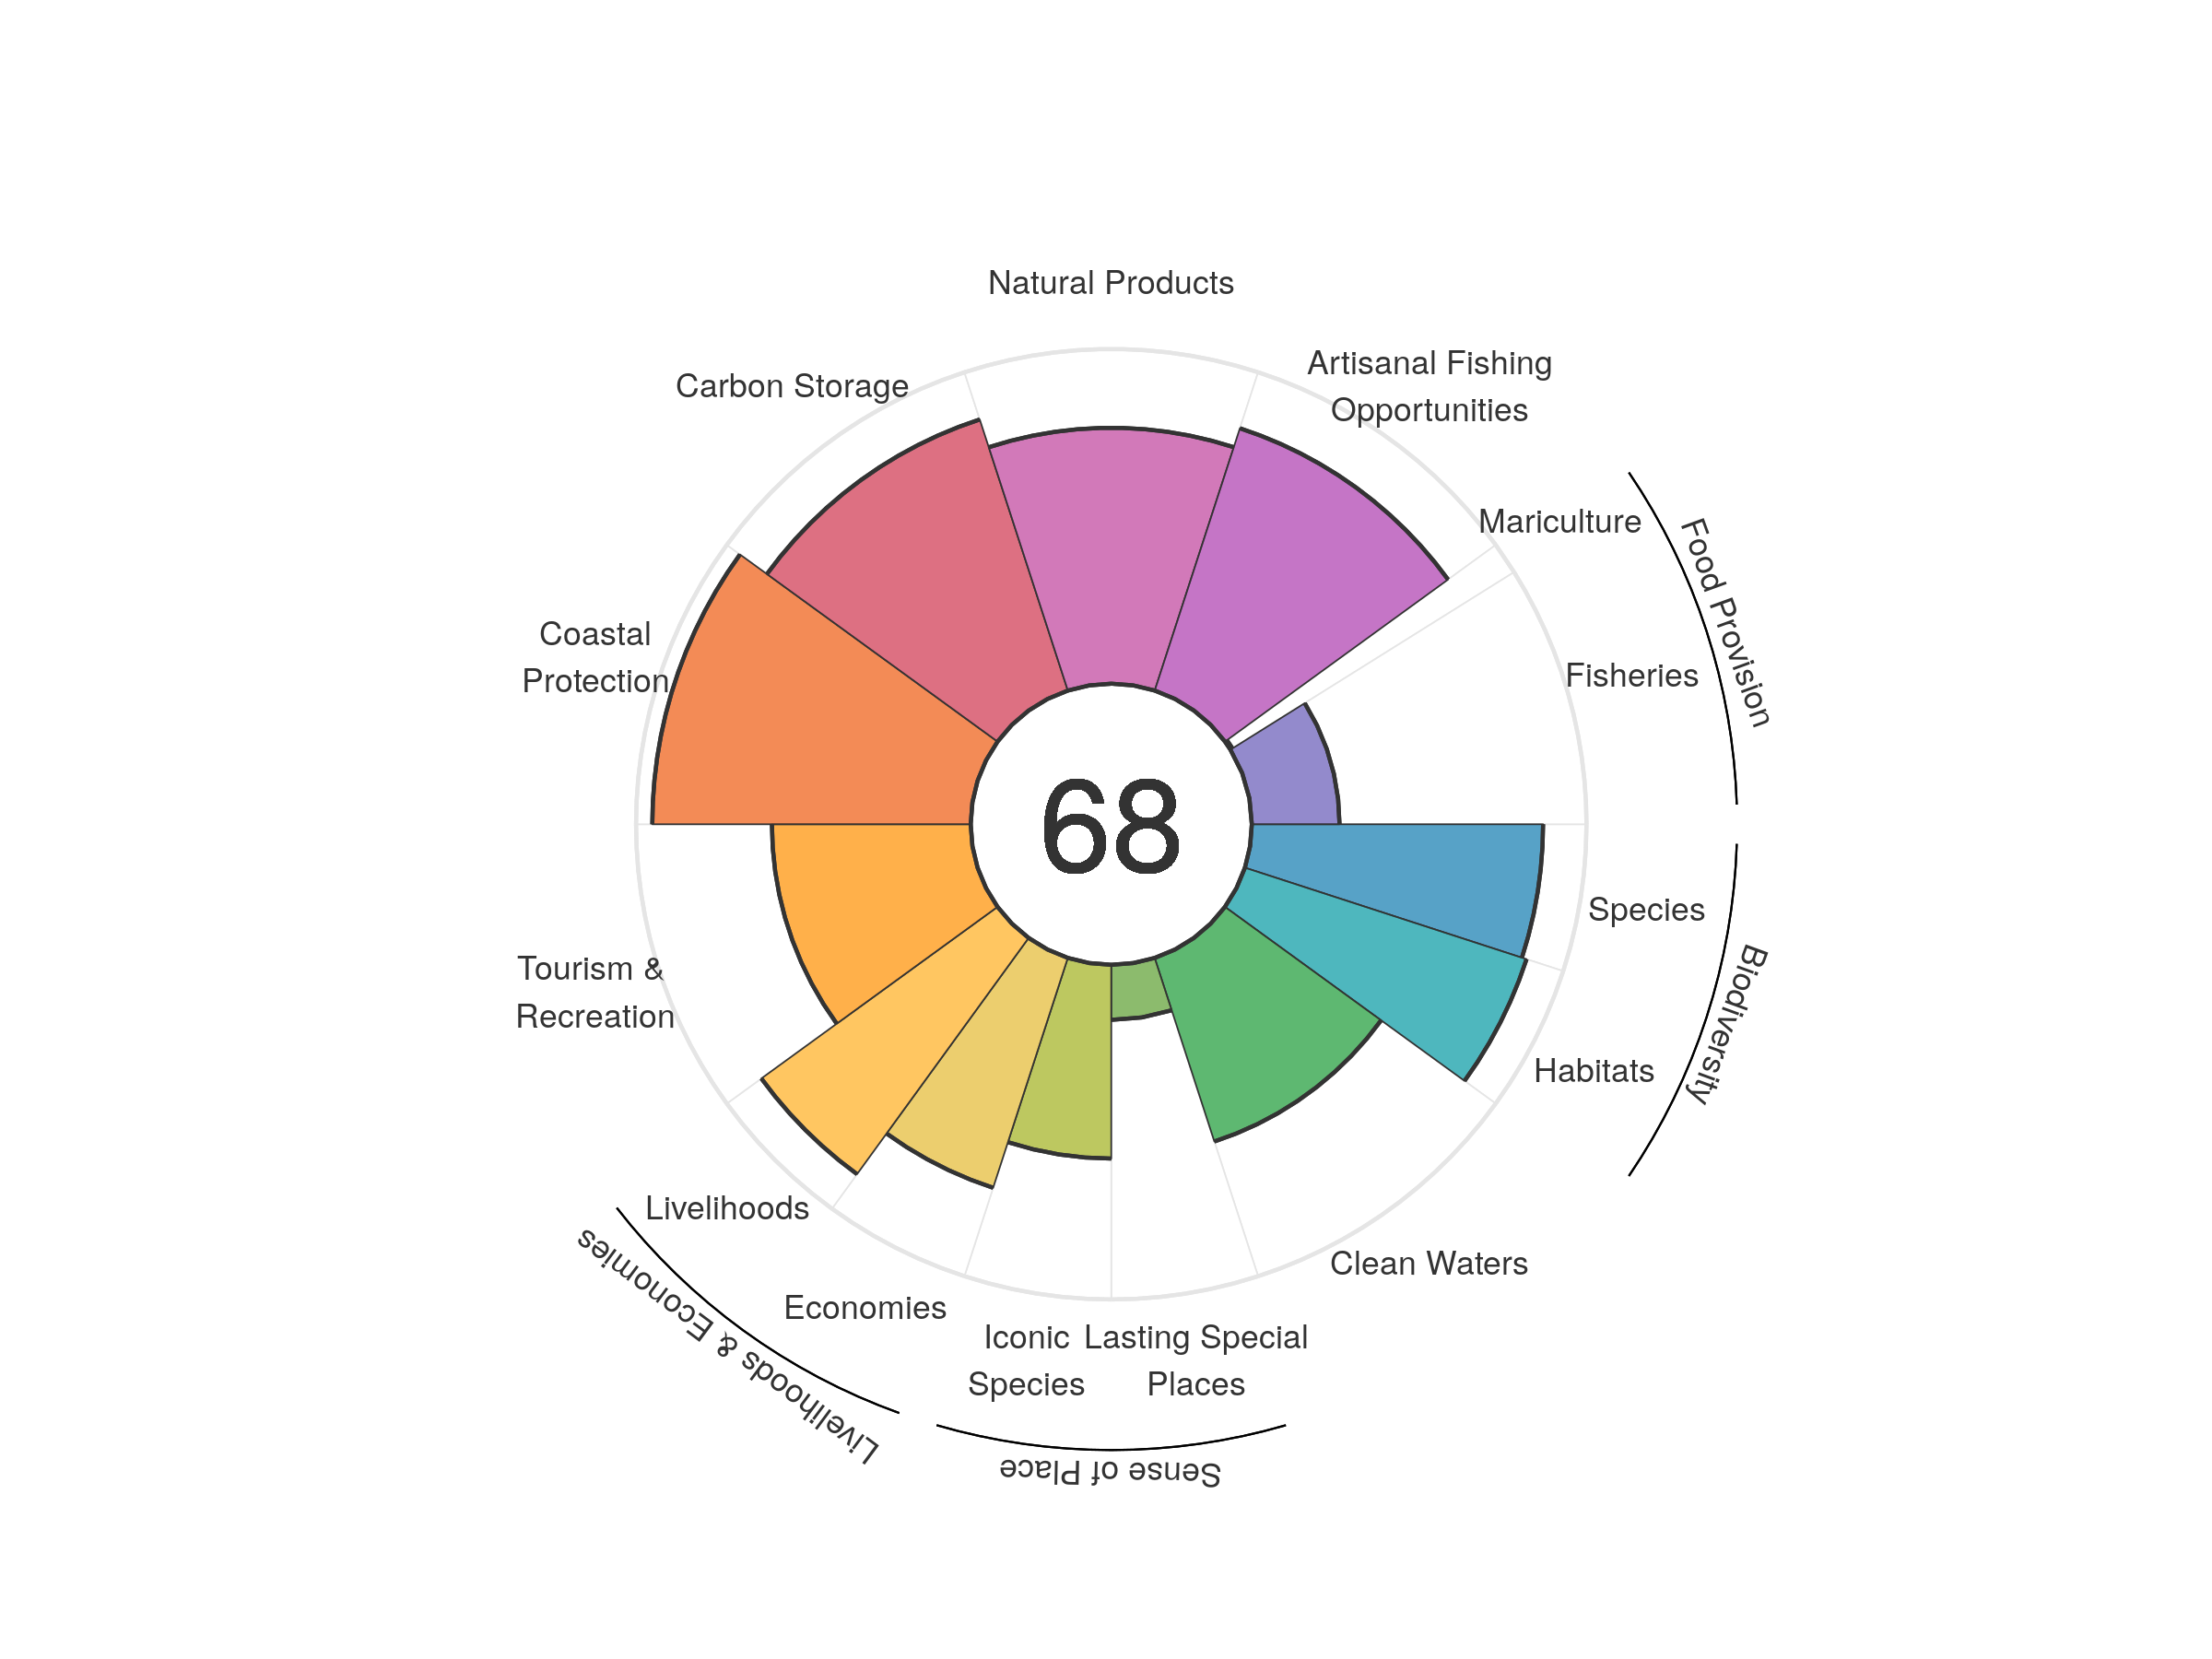 Natural Products
Carbon Storage
Artisanal Fishing
Opportunities
Mariculture
Food Provision
Fisheries
Coastal
Protection
68
Species
Biodiversity
Habitats
Tourism &
Recreation
Livelihoods
Livelihoods & Economies
Economies
Clean Waters
Iconic
Species
Lasting Special
Places
Sense of Place